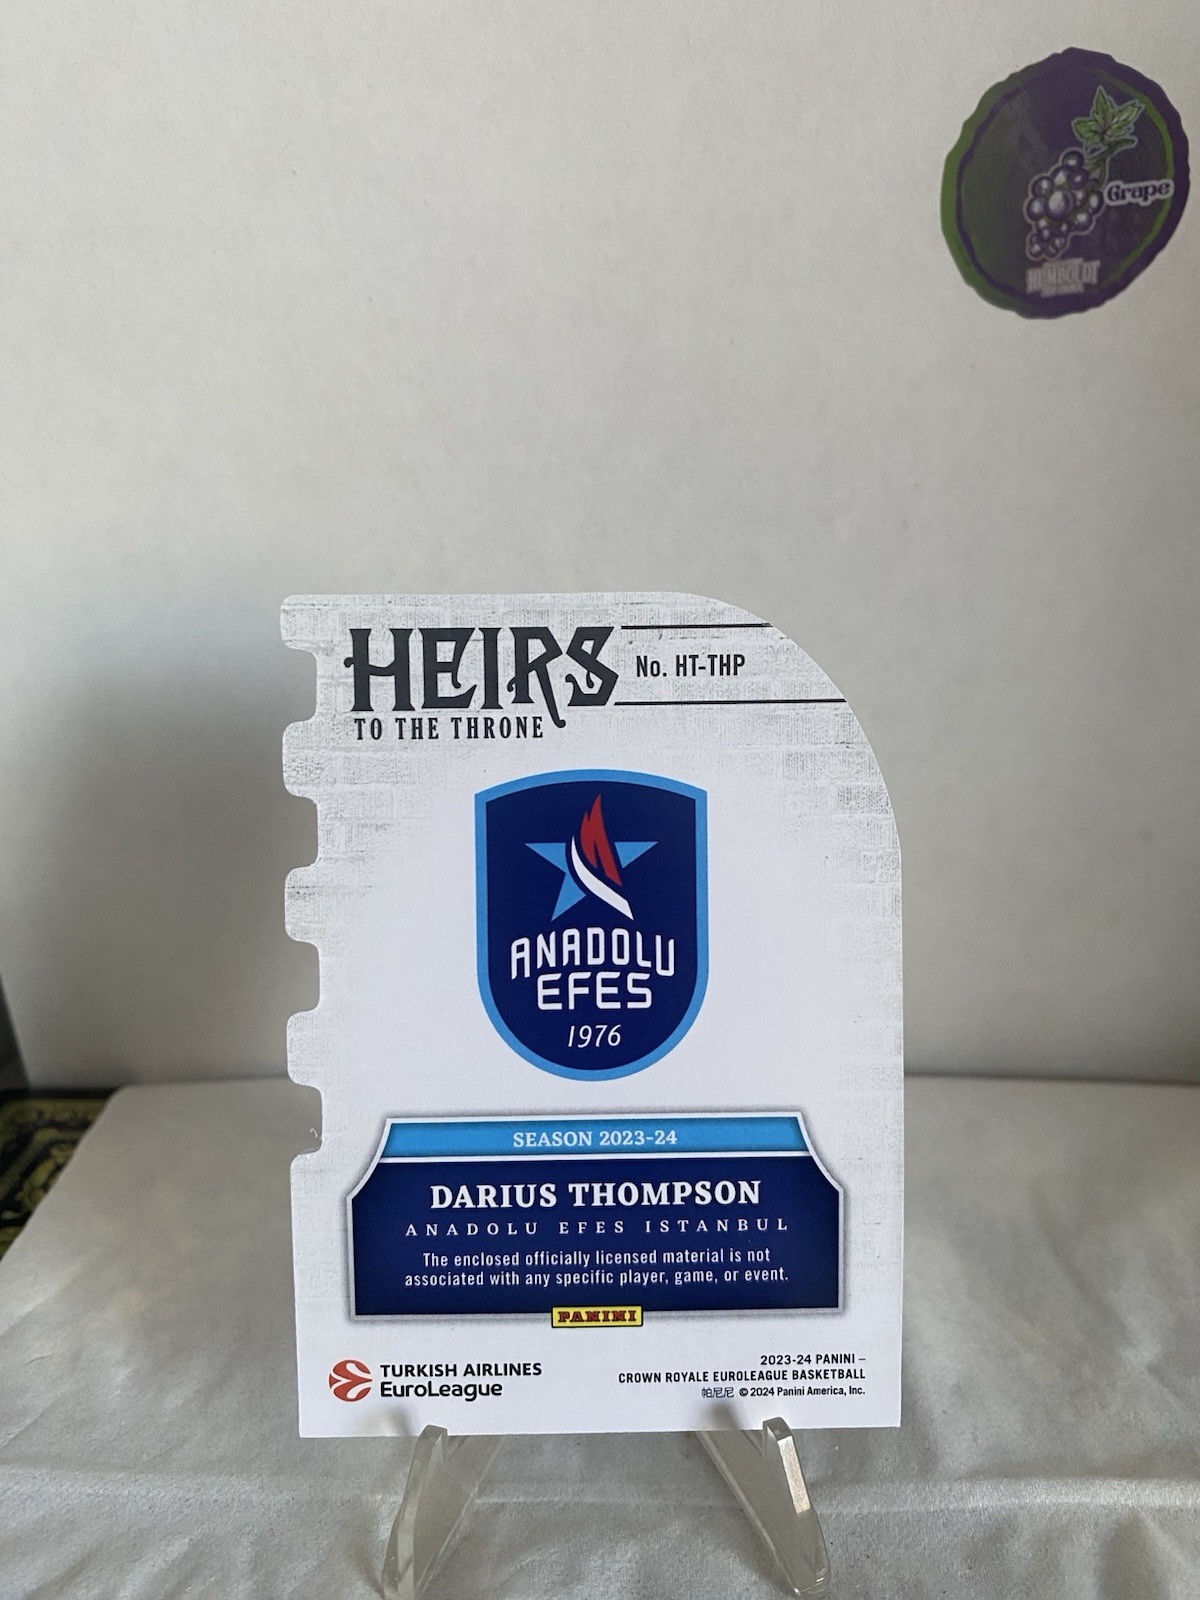 Grape
HUMBOLDT
HEIRS
TO THE THRONE
No. HT-THP
ANADOLU
EFES
1976
SEASON 2023-24
DARIUS THOMPSON
ANADOLU EFES ISTANBUL
The enclosed officially licensed material is not
associated with any specific player, game, or event.
PANINI
TURKISH AIRLINES
EuroLeague
2023-24 PANINI –
CROWN ROYALE EUROLEAGUE BASKETBALL
帕尼尼 © 2024 Panini America, Inc.